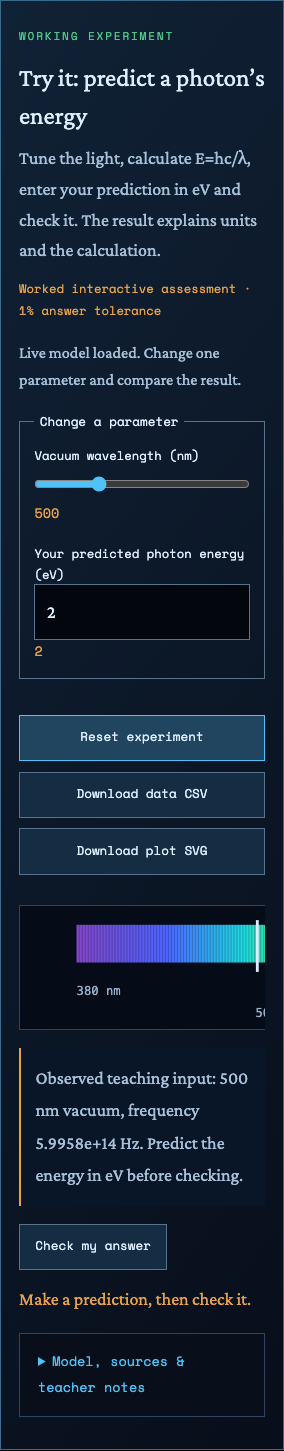 WORKING EXPERIMENT
Try it: predict a photon’s
energy
Tune the light, calculate E=hc/λ,
enter your prediction in eV and
check it. The result explains units
and the calculation.
Worked interactive assessment ·
1% answer tolerance
Live model loaded. Change one
parameter and compare the result.
Change a parameter
Vacuum wavelength (nm)
500
Your predicted photon energy
(eV)
2
2
Reset experiment
Download data CSV
Download plot SVG
380 nm
Observed teaching input: 500
nm vacuum, frequency
5.9958e+14 Hz. Predict the
energy in eV before checking.
Check my answer
Make a prediction, then check it.
▶ Model, sources &
teacher notes